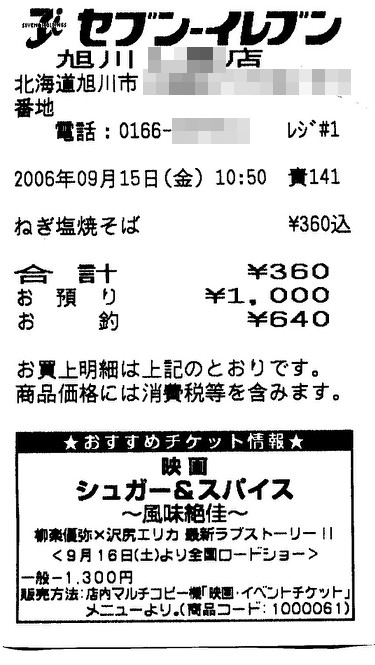 セブン-イレブン
旭川 店
北海道旭川市
番地
電話：0166- ﾚｼﾞ#1
2006年09月15日(金) 10:50 責141
ねぎ塩焼そば ¥360込
合計 ¥360
お預り ¥1,000
お釣 ¥640
お買上明細は上記のとおりです。
商品価格には消費税等を含みます。
★おすすめチケット情報★
映画
シュガー&スパイス
～風味絶佳～
柳楽優弥×沢尻エリカ 最新ラブストーリー!!
<9月16日(土)より全国ロードショー>
一般-1,300円
販売方法:店内マルチコピー機「映画・イベントチケット」
メニューより。(商品コード:1000061)